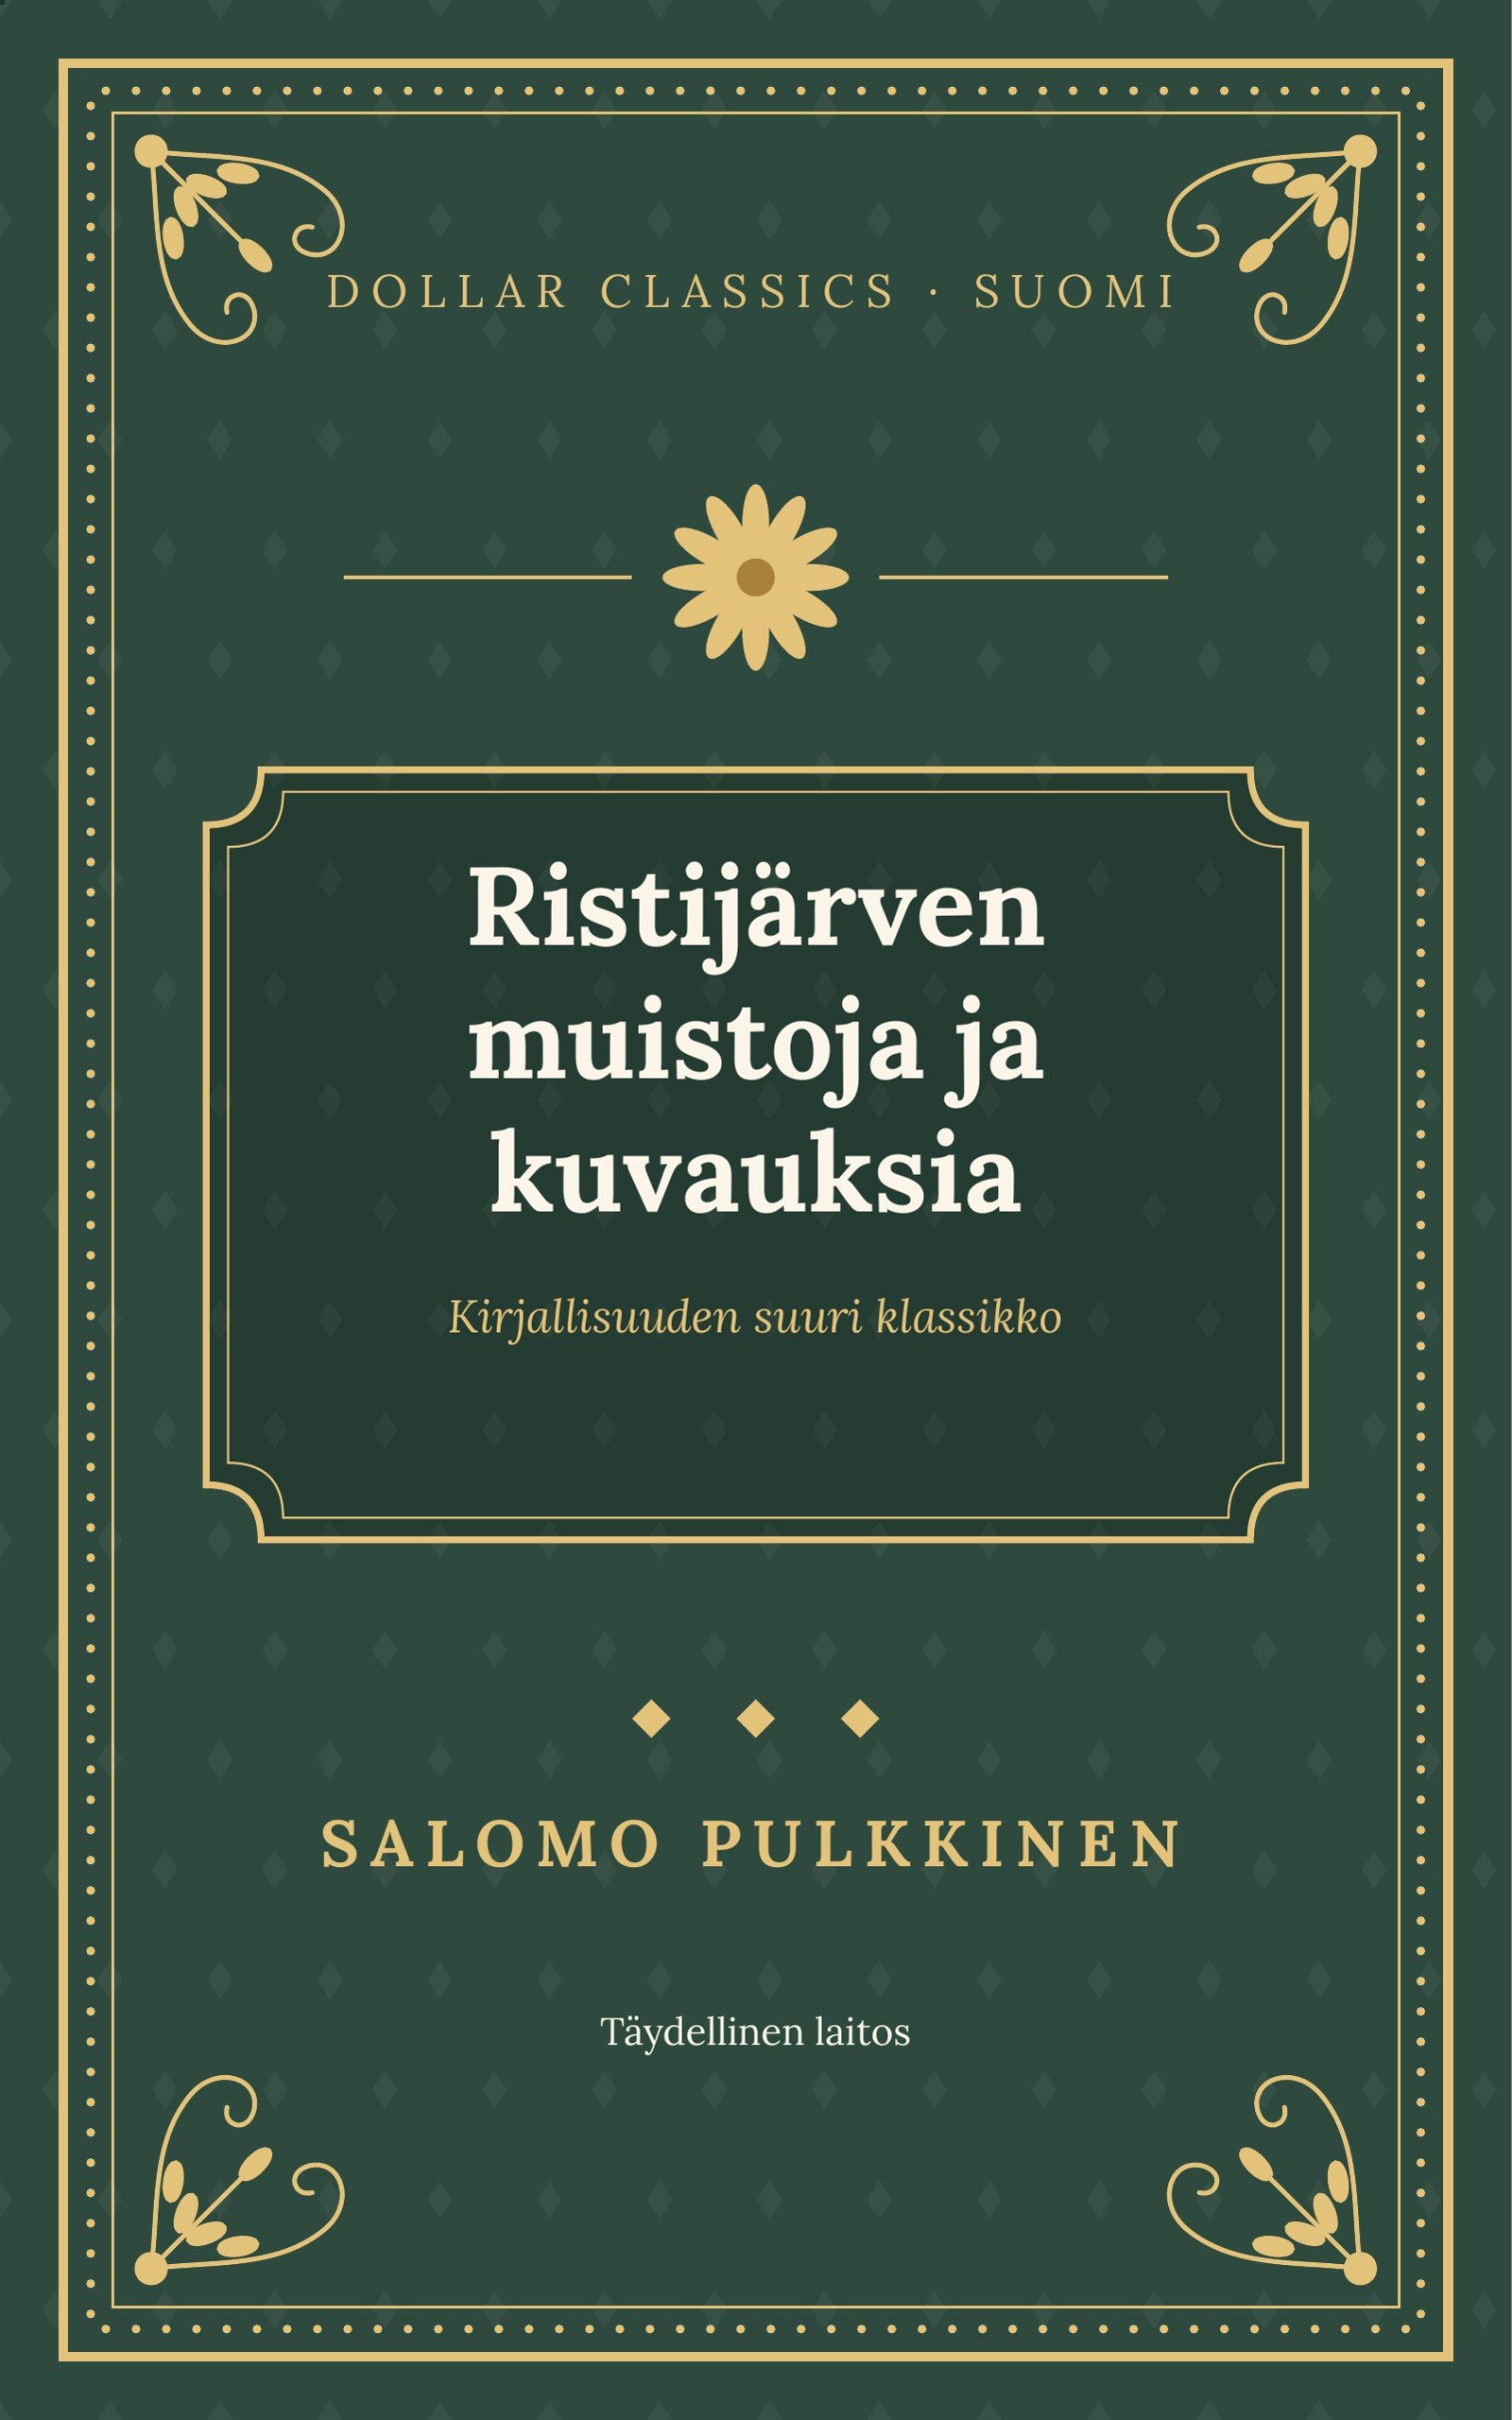 DOLLAR CLASSICS · SUOMI
Ristijärven
muistoja ja
kuvauksia
Kirjallisuuden suuri klassikko
SALOMO PULKKINEN
Täydellinen laitos